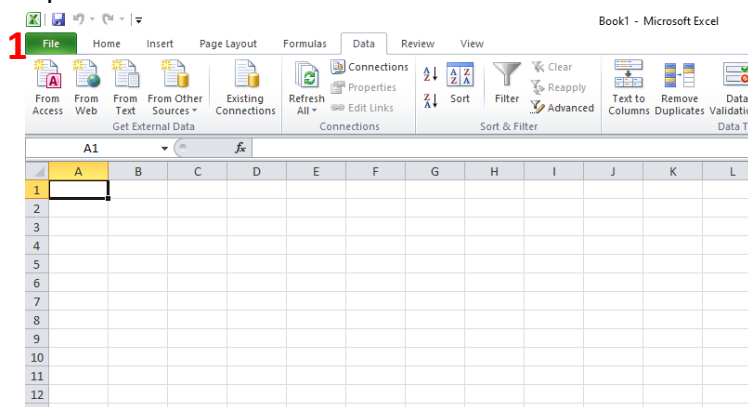 Book1 - Microsoft Excel
1
File Home Insert Page Layout Formulas Data Review View
From Access From Web From Text From Other Sources Existing Connections Refresh All Connections Properties Edit Links Sort Filter Clear Reapply Advanced Text to Columns Remove Duplicates
Get External Data Connections Sort & Filter
A1 fx
A B C D E F G H I J K L
1
2
3
4
5
6
7
8
9
10
11
12